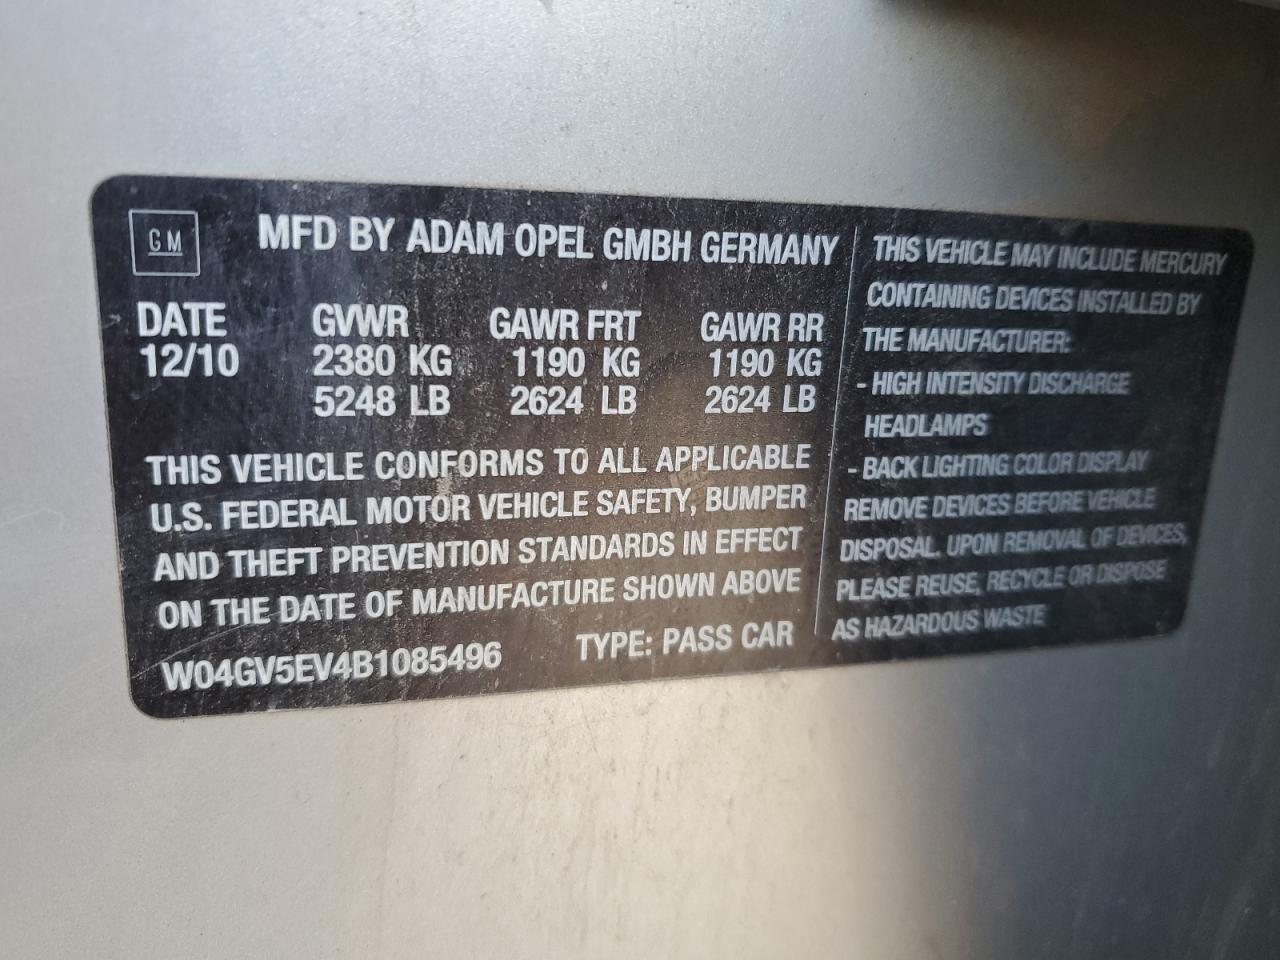 GM
MFD BY ADAM OPEL GMBH GERMANY
DATE GVWR GAWR FRT GAWR RR
12/10 2380 KG 1190 KG 1190 KG
5248 LB 2624 LB 2624 LB
THIS VEHICLE CONFORMS TO ALL APPLICABLE
U.S. FEDERAL MOTOR VEHICLE SAFETY, BUMPER
AND THEFT PREVENTION STANDARDS IN EFFECT
ON THE DATE OF MANUFACTURE SHOWN ABOVE
W04GV5EV4B1085496 TYPE: PASS CAR
THIS VEHICLE MAY INCLUDE MERCURY
CONTAINING DEVICES INSTALLED BY
THE MANUFACTURER:
- HIGH INTENSITY DISCHARGE
HEADLAMPS
- BACK LIGHTING COLOR DISPLAY
REMOVE DEVICES BEFORE VEHICLE
DISPOSAL. UPON REMOVAL OF DEVICES,
PLEASE REUSE, RECYCLE OR DISPOSE
AS HAZARDOUS WASTE